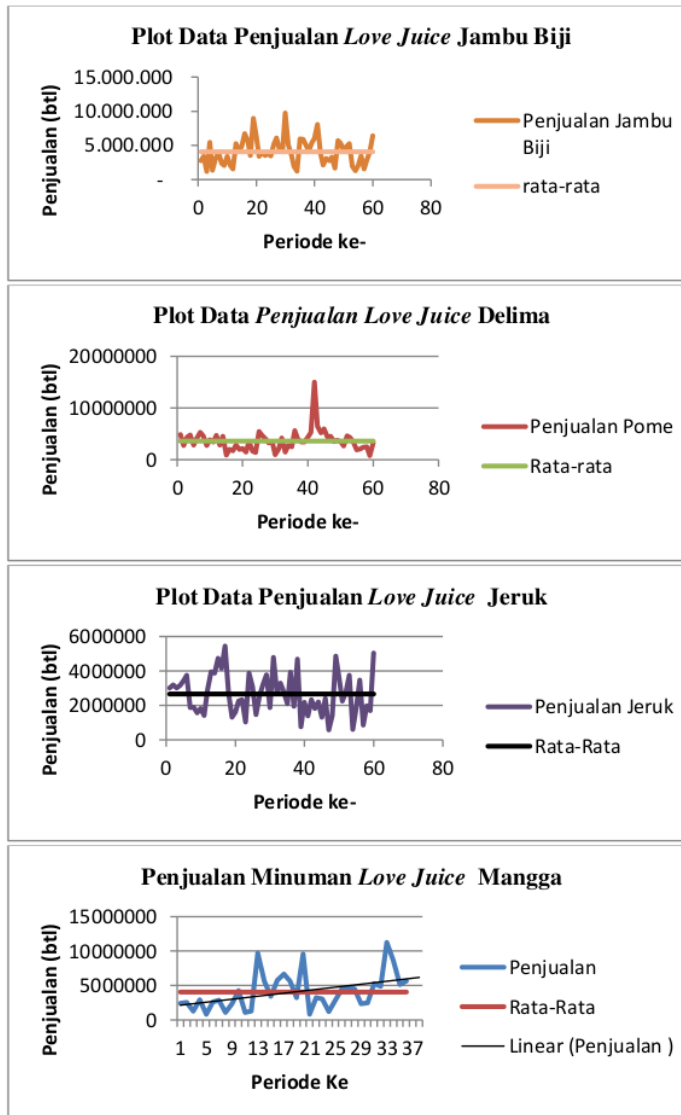 Plot Data Penjualan Love Juice Jambu Biji
Penjualan (btl)
15.000.000
10.000.000
5.000.000
-
0 20 40 60 80
Periode ke-
Penjualan Jambu
Biji
rata-rata
Plot Data Penjualan Love Juice Delima
Penjualan (btl)
20000000
10000000
0
0 20 40 60 80
Periode ke-
Penjualan Pome
Rata-rata
Plot Data Penjualan Love Juice Jeruk
Penjualan (btl)
6000000
4000000
2000000
0
0 20 40 60 80
Periode ke-
Penjualan Jeruk
Rata-Rata
Penjualan Minuman Love Juice Mangga
Penjualan (btl)
15000000
10000000
5000000
0
1 5 9 13 17 21 25 29 33 37
Periode Ke
Penjualan
Rata-Rata
Linear (Penjualan )